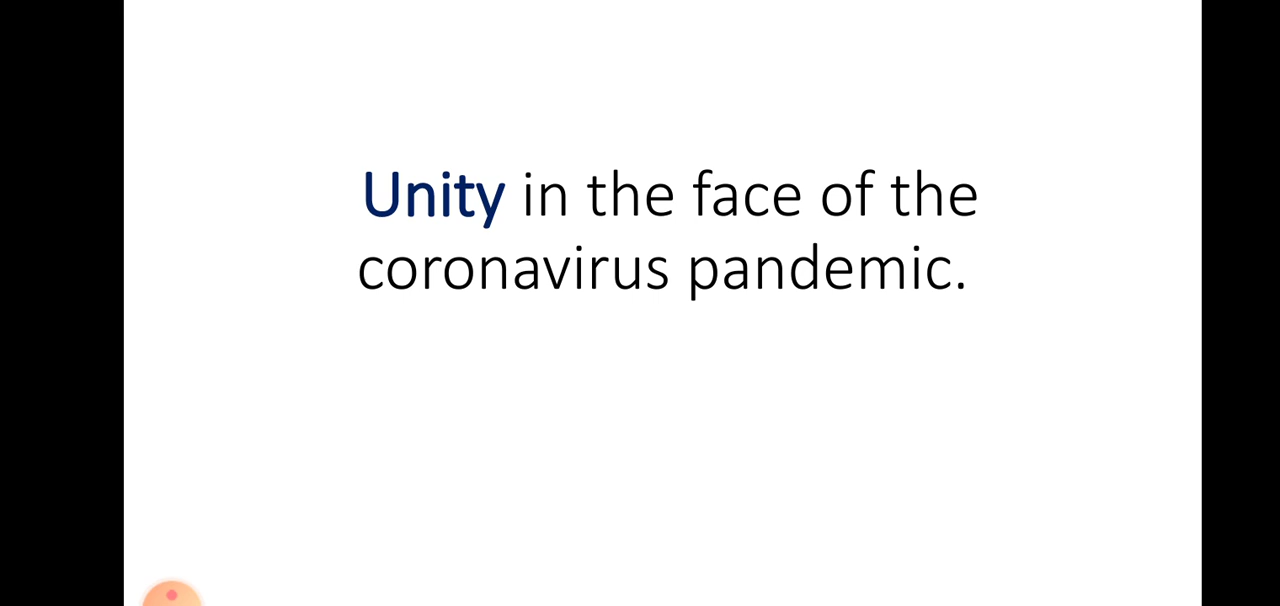 Unity in the face of the
coronavirus pandemic.